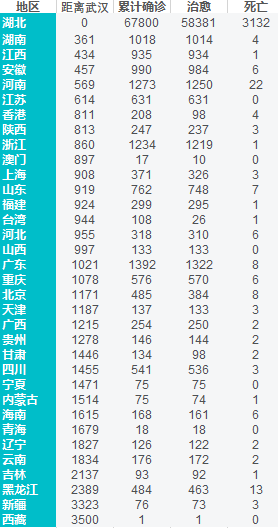 地区 距离武汉 累计确诊 治愈 死亡
湖北 0 67800 58381 3132
湖南 361 1018 1014 4
江西 434 935 934 1
安徽 457 990 984 6
河南 569 1273 1250 22
江苏 614 631 631 0
香港 811 208 98 4
陕西 813 247 237 3
浙江 860 1234 1219 1
澳门 897 17 10 0
上海 908 371 326 3
山东 919 762 748 7
福建 924 299 295 1
台湾 944 108 26 1
河北 955 318 310 6
山西 997 133 133 0
广东 1021 1392 1322 8
重庆 1078 576 570 6
北京 1171 485 384 8
天津 1187 137 133 3
广西 1215 254 250 2
贵州 1278 146 144 2
甘肃 1446 134 98 2
四川 1455 541 536 3
宁夏 1471 75 75 0
内蒙古 1514 75 74 1
海南 1615 168 161 6
青海 1679 18 18 0
辽宁 1827 126 122 2
云南 1834 176 172 2
吉林 2137 93 92 1
黑龙江 2389 484 463 13
新疆 3323 76 73 3
西藏 3500 1 1 0